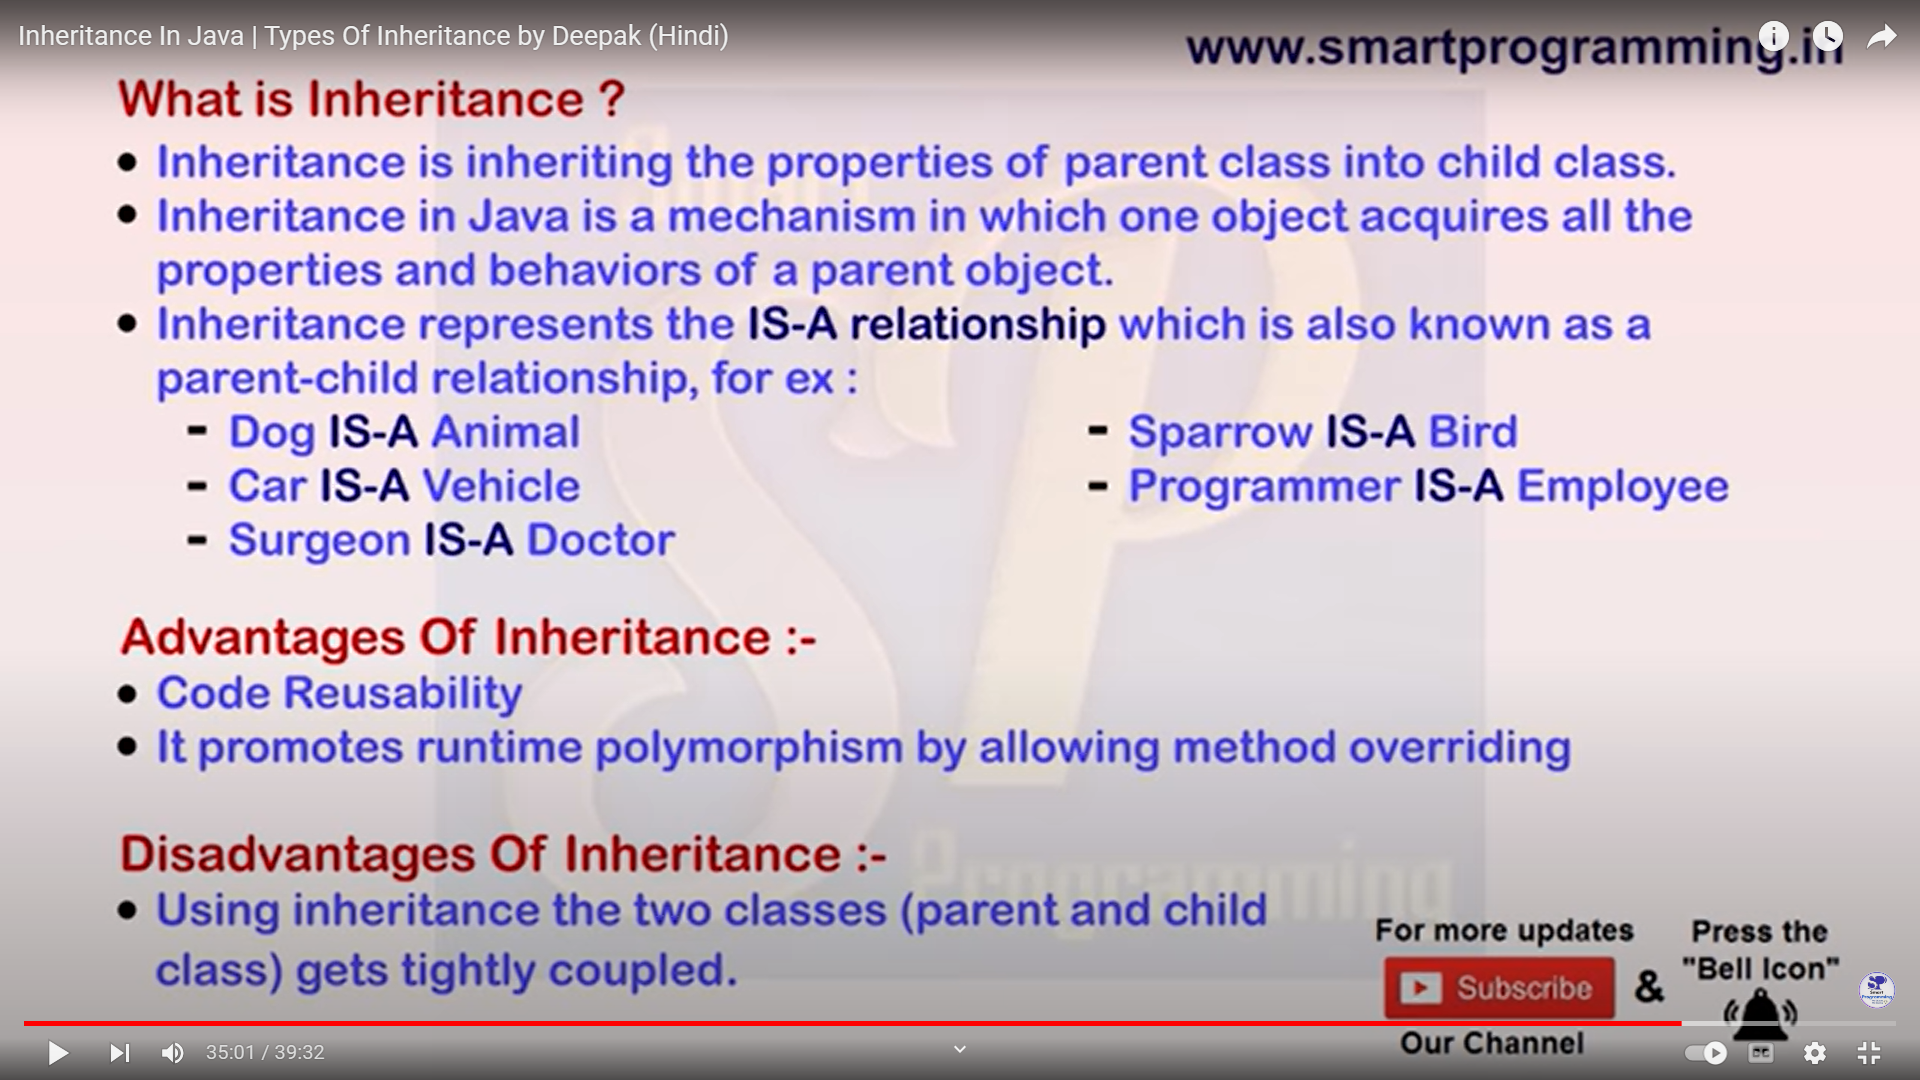 Inheritance In Java | Types Of Inheritance by Deepak (Hindi)
www.smartprogramming.in
What is Inheritance ?
• Inheritance is inheriting the properties of parent class into child class.
• Inheritance in Java is a mechanism in which one object acquires all the
properties and behaviors of a parent object.
• Inheritance represents the IS-A relationship which is also known as a
parent-child relationship, for ex :
- Dog IS-A Animal
- Sparrow IS-A Bird
- Car IS-A Vehicle
- Programmer IS-A Employee
- Surgeon IS-A Doctor
Advantages Of Inheritance :-
• Code Reusability
• It promotes runtime polymorphism by allowing method overriding
Disadvantages Of Inheritance :-
• Using inheritance the two classes (parent and child
class) gets tightly coupled.
For more updates
Subscribe
Our Channel
&
Press the
"Bell Icon"
Smart
SP
Programming
35:01 / 39:32